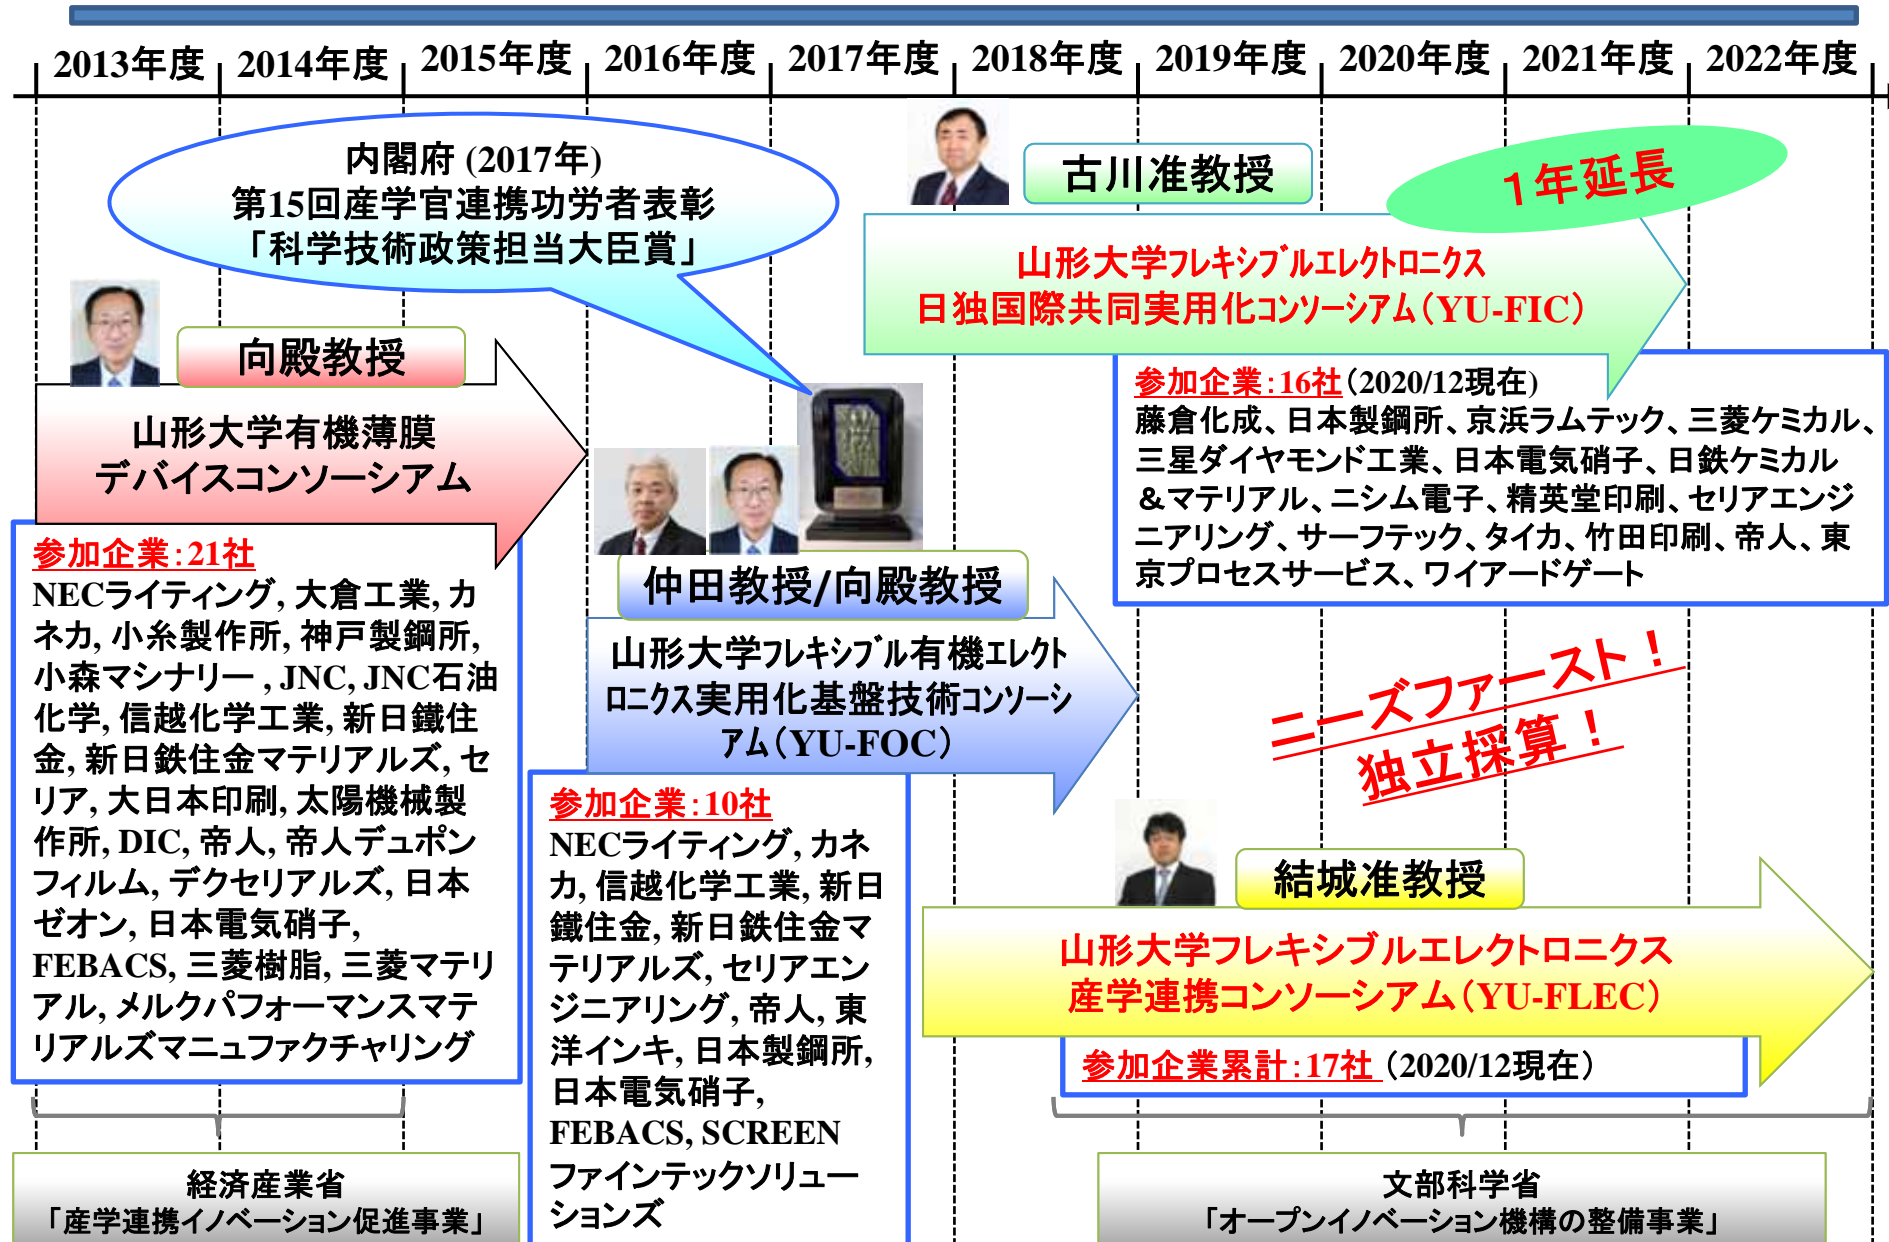 2013年度
2014年度
2015年度
2016年度
2017年度
2018年度
2019年度
2020年度
2021年度
2022年度
内閣府 (2017年)
第15回産学官連携功労者表彰
「科学技術政策担当大臣賞」
古川准教授
1年延長
山形大学フレキシブルエレクトロニクス
日独国際共同実用化コンソーシアム（YU-FIC）
向殿教授
山形大学有機薄膜
デバイスコンソーシアム
参加企業：16社（2020/12現在)
藤倉化成、日本製鋼所、京浜ラムテック、三菱ケミカル、
三星ダイヤモンド工業、日本電気硝子、日鉄ケミカル
＆マテリアル、ニシム電子、精英堂印刷、セリアエンジ
ニアリング、サーフテック、タイカ、竹田印刷、帝人、東
京プロセスサービス、ワイアードゲート
参加企業：21社
NECライティング, 大倉工業, カ
ネカ, 小糸製作所, 神戸製鋼所,
小森マシナリー , JNC, JNC石油
化学, 信越化学工業, 新日鐵住
金, 新日鉄住金マテリアルズ, セ
リア, 大日本印刷, 太陽機械製
作所, DIC, 帝人, 帝人デュポン
フィルム, デクセリアルズ, 日本
ゼオン, 日本電気硝子,
FEBACS, 三菱樹脂, 三菱マテリ
アル, メルクパフォーマンスマテ
リアルズマニュファクチャリング
仲田教授/向殿教授
山形大学フレキシブル有機エレクト
ロニクス実用化基盤技術コンソーシ
アム（YU-FOC）
参加企業：10社
NECライティング, カネ
カ, 信越化学工業, 新日
鐵住金, 新日鉄住金マ
テリアルズ, セリアエン
ジニアリング, 帝人, 東
洋インキ, 日本製鋼所,
日本電気硝子,
FEBACS, SCREEN
ファインテックソリュー
ションズ
ニーズファースト！
独立採算！
結城准教授
山形大学フレキシブルエレクトロニクス
産学連携コンソーシアム（YU-FLEC）
参加企業累計：17社（2020/12現在）
経済産業省
「産学連携イノベーション促進事業」
文部科学省
「オープンイノベーション機構の整備事業」